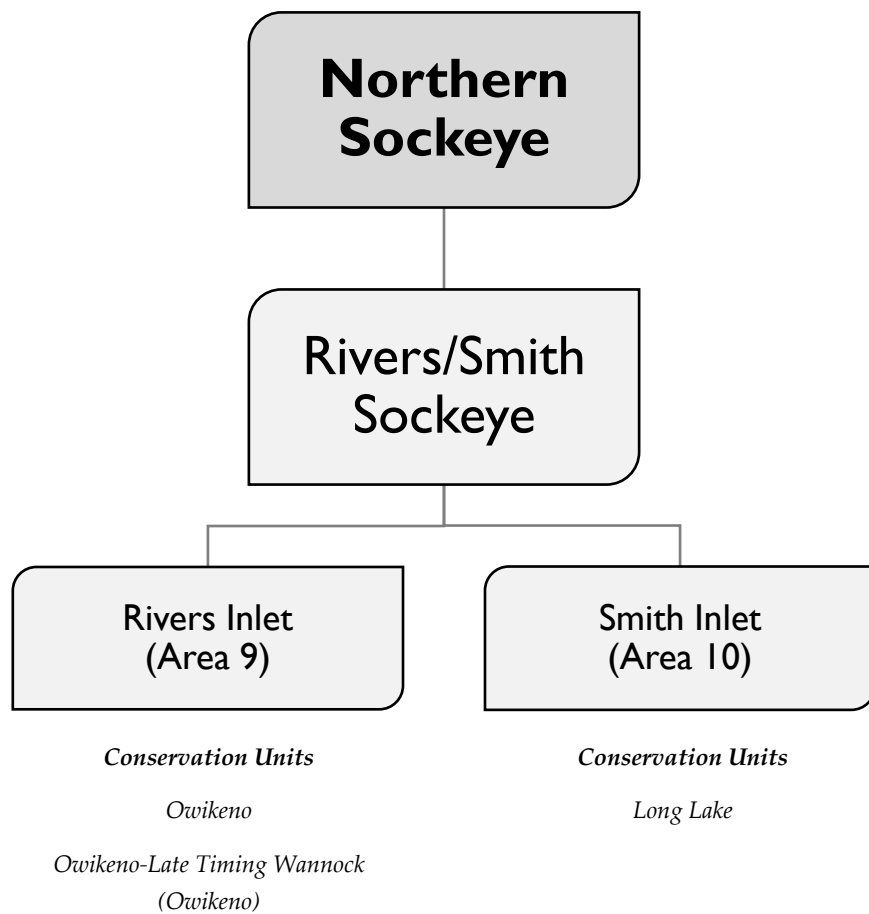 Northern
Sockeye
Rivers/Smith
Sockeye
Rivers Inlet
(Area 9)
Smith Inlet
(Area 10)
Conservation Units
Owikeno
Owikeno-Late Timing Wannock
(Owikeno)
Conservation Units
Long Lake